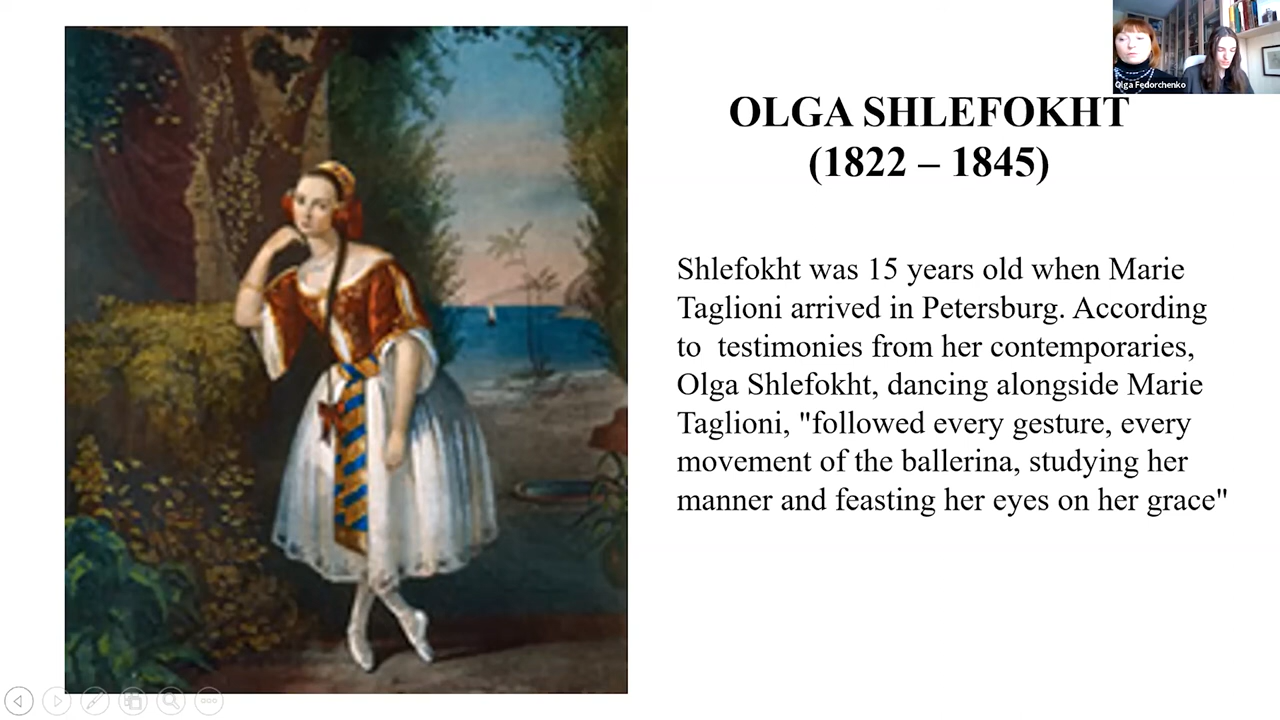 Olga Fedorchenko
OLGA SHLEFOKHT
(1822 – 1845)
Shlefokht was 15 years old when Marie
Taglioni arrived in Petersburg. According
to  testimonies from her contemporaries,
Olga Shlefokht, dancing alongside Marie
Taglioni, "followed every gesture, every
movement of the ballerina, studying her
manner and feasting her eyes on her grace"